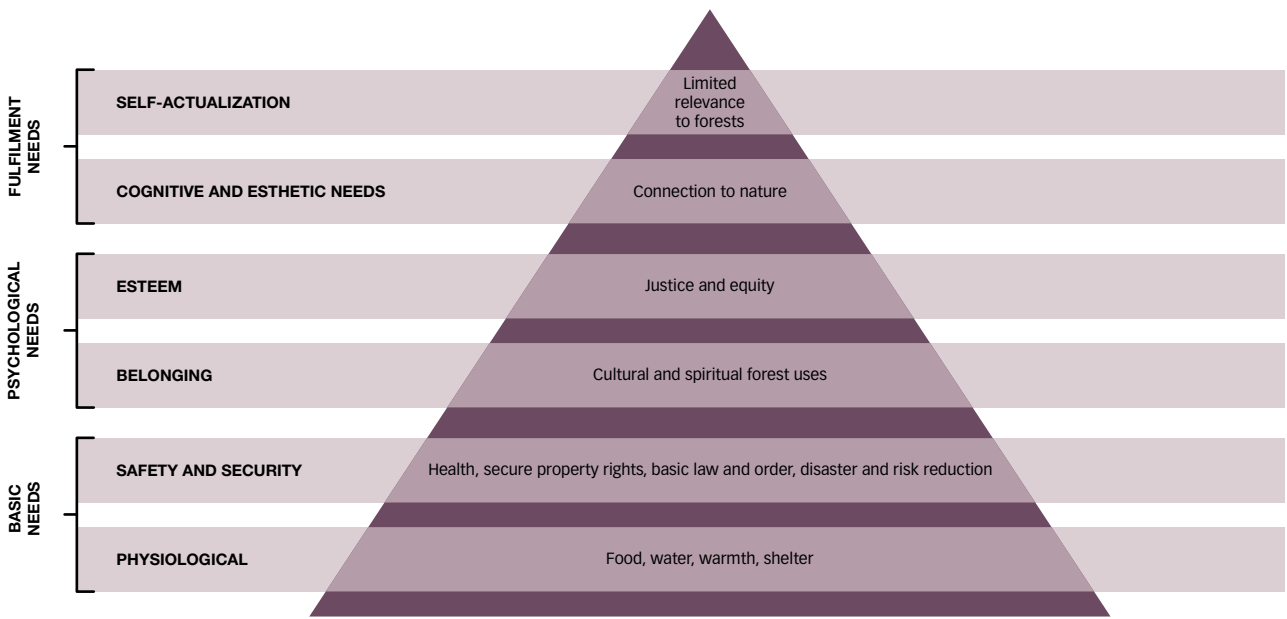 FULFILMENT
NEEDS
SELF-ACTUALIZATION
Limited
relevance
to forests
COGNITIVE AND ESTHETIC NEEDS
Connection to nature
PSYCHOLOGICAL
NEEDS
ESTEEM
Justice and equity
BELONGING
Cultural and spiritual forest uses
BASIC
NEEDS
SAFETY AND SECURITY
Health, secure property rights, basic law and order, disaster and risk reduction
PHYSIOLOGICAL
Food, water, warmth, shelter